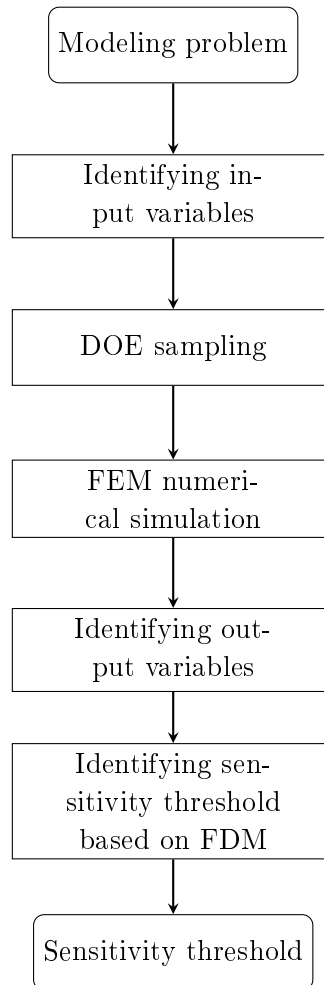 Modeling problem
Identifying in-
put variables
DOE sampling
FEM numeri-
cal simulation
Identifying out-
put variables
Identifying sen-
sitivity threshold
based on FDM
Sensitivity threshold